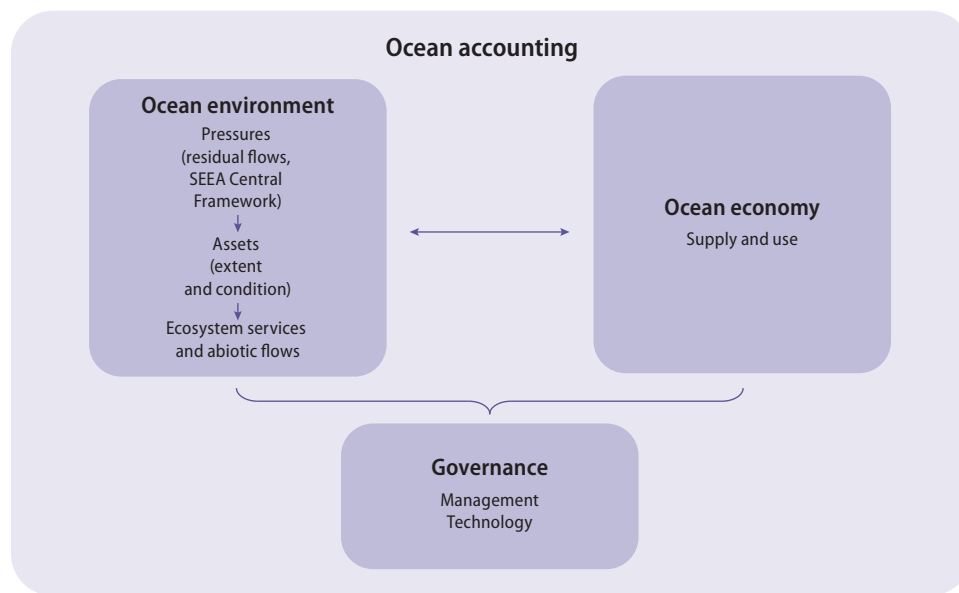 Ocean accounting
Ocean environment
Pressures
(residual flows,
SEEA Central
Framework)
Assets
(extent
and condition)
Ecosystem services
and abiotic flows
Ocean economy
Supply and use
Governance
Management
Technology